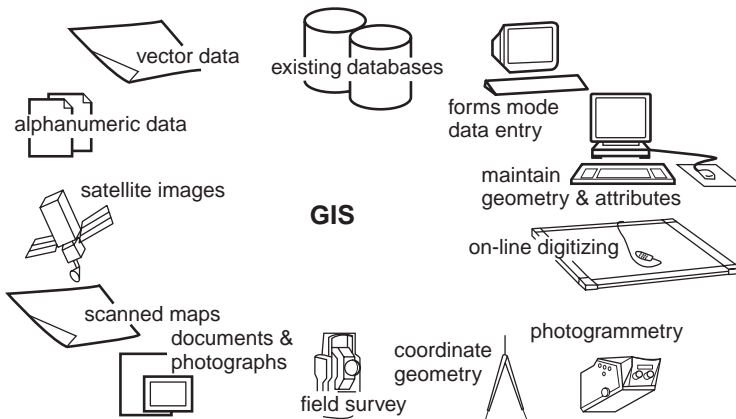 vector data
existing databases
forms mode
data entry
alphanumeric data
maintain
geometry & attributes
satellite images
GIS
on-line digitizing
scanned maps
documents &
photographs
field survey
coordinate
geometry
photogrammetry